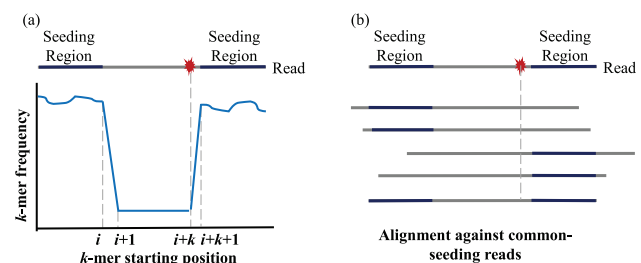 (a)
Seeding
Region
Seeding
Region
Read
k-mer frequency
i
i+1
i+k
i+k+1
k-mer starting position
(b)
Seeding
Region
Seeding
Region
Read
Alignment against common-
seeding reads